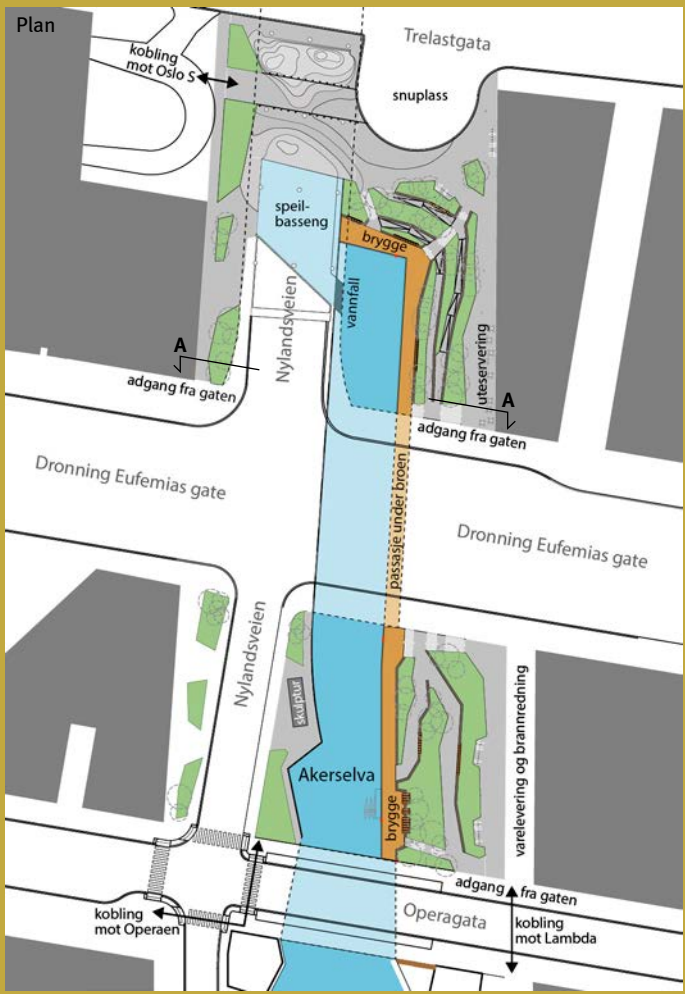 Plan
Trelastgata
kobling
mot Oslo S
snuplass
speil-
basseng
brygge
vannfall
Nylandsveien
uteservering
A
A
adgang fra gaten
adgang fra gaten
Dronning Eufemias gate
passasje under broen
Dronning Eufemias gate
Nylandsveien
skulptur
varelevering og brannredning
Akerselva
brygge
adgang fra gaten
Operagata
kobling
mot Operaen
kobling
mot Lambda